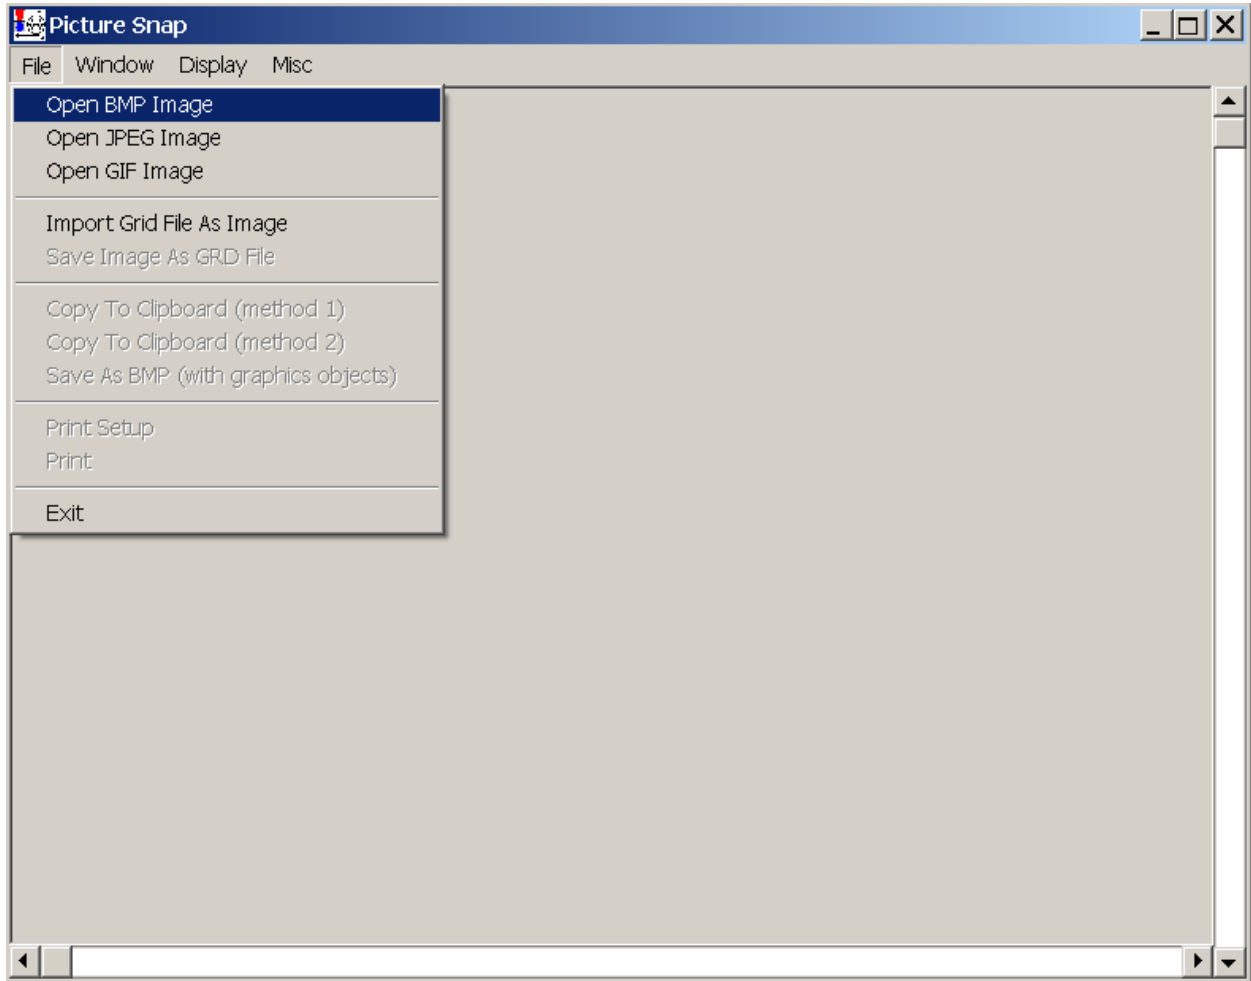 Picture Snap
File Window Display Misc
Open BMP Image
Open JPEG Image
Open GIF Image
Import Grid File As Image
Save Image As GRD File
Copy To Clipboard (method 1)
Copy To Clipboard (method 2)
Save As BMP (with graphics objects)
Print Setup
Print
Exit